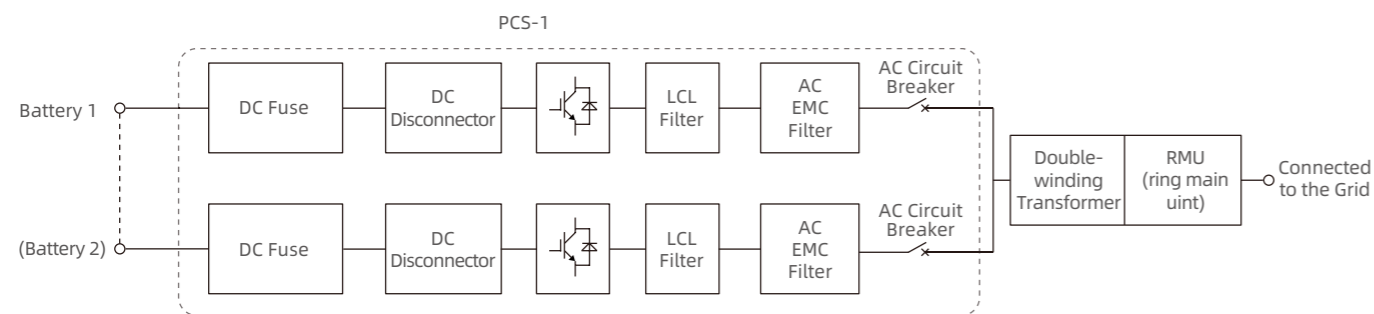 PCS-1
Battery 1
DC Fuse
DC
Disconnector
LCL
Filter
AC
EMC
Filter
AC Circuit
Breaker
(Battery 2)
DC Fuse
DC
Disconnector
LCL
Filter
AC
EMC
Filter
AC Circuit
Breaker
Double-
winding
Transformer
RMU
(ring main
uint)
Connected
to the Grid